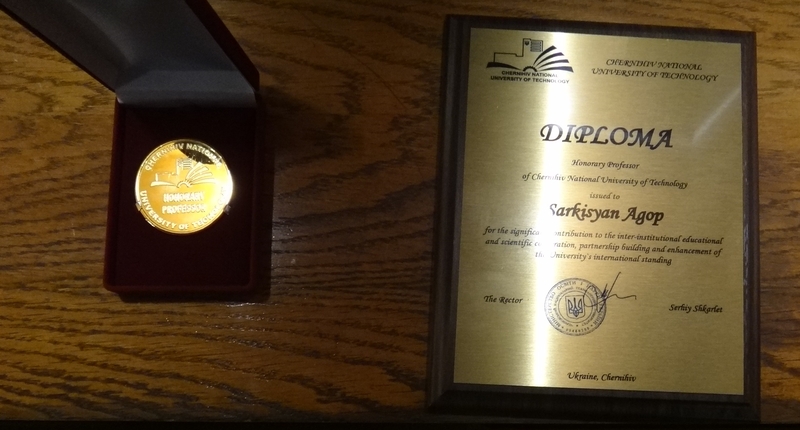 CHERNIHIV NATIONAL
HONORARY
PROFESSOR
UNIVERSITY OF TECHNOLOGY
CHERNIHIV NATIONAL
UNIVERSITY OF TECHNOLOGY
CHERNIHIV NATIONAL
UNIVERSITY OF TECHNOLOGY
DIPLOMA
Honorary Professor
of Chernihiv National University of Technology
issued to
Sarkisyan Agop
for the significant contribution to the inter-institutional educational
and scientific cooperation, partnership building and enhancement of
the University's international standing
The Rector
Serhiy Shkarlet
Ukraine, Chernihiv